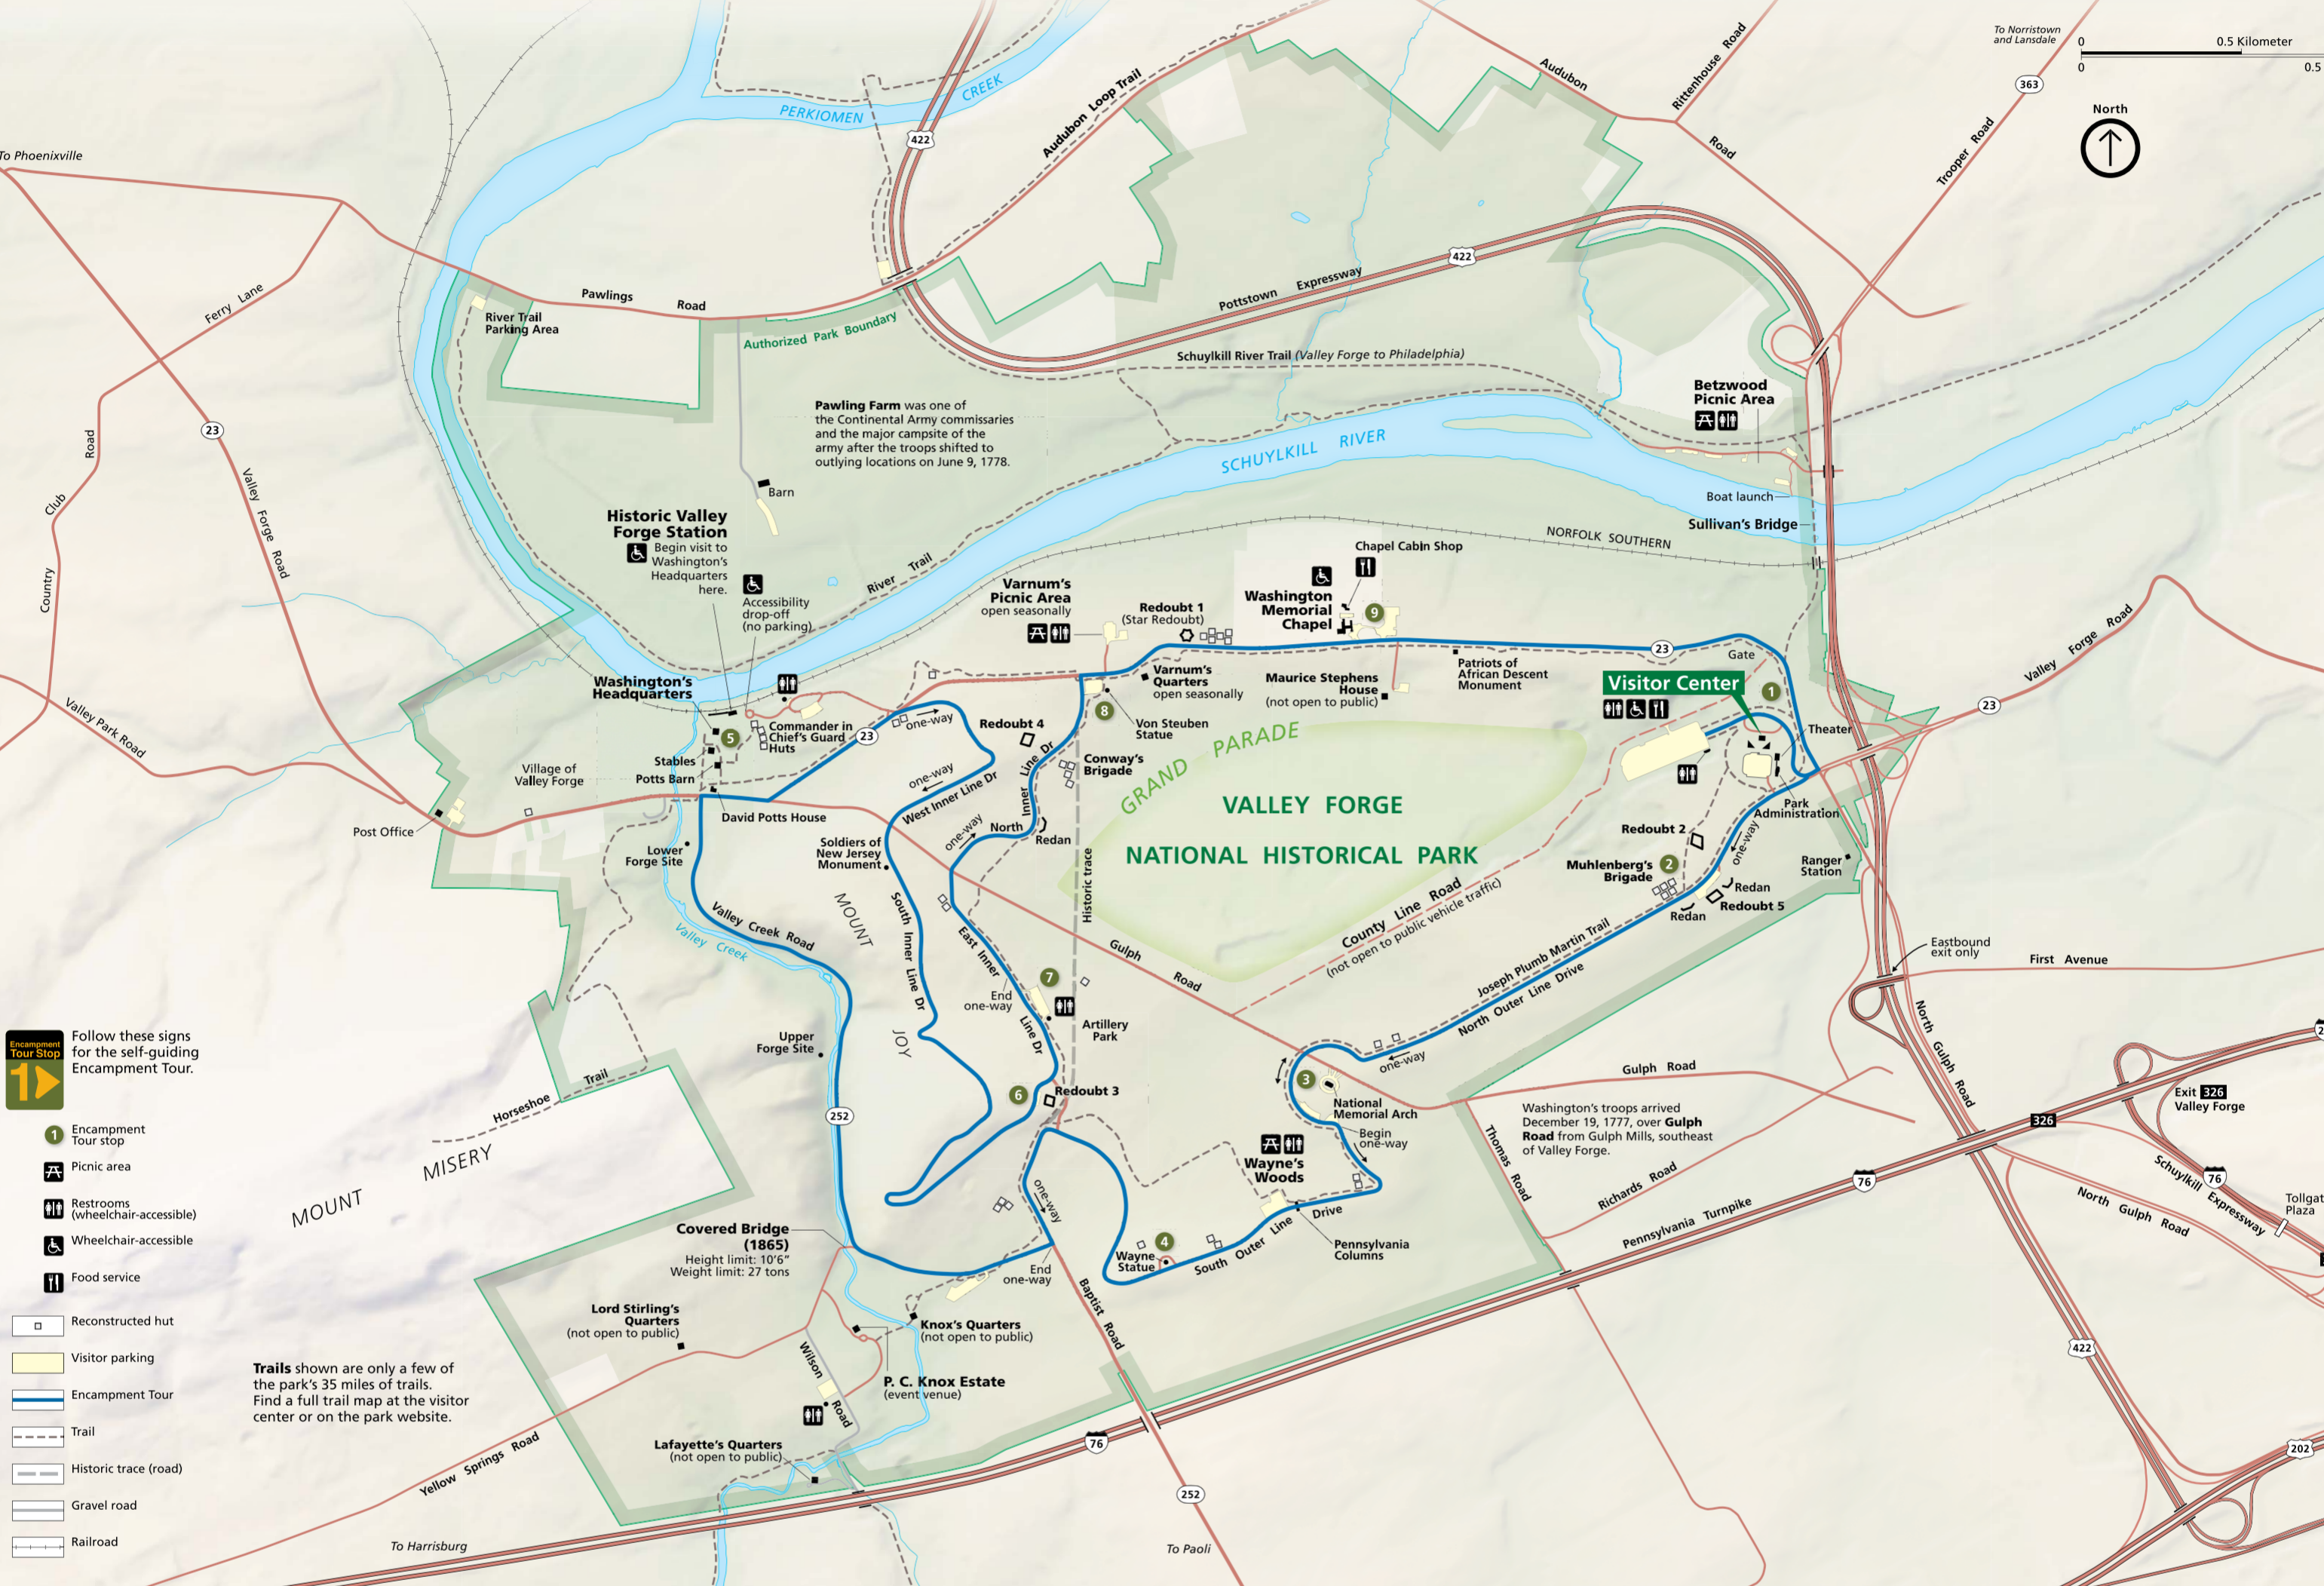 To Norristown
and Lansdale
0
0.5 Kilometer
0
0.5
363
North
Trooper Road
Rittenhouse Road
Audubon
Road
Audubon Loop Trail
PERKIOMEN CREEK
422
To Phoenixville
Ferry Lane
Pawlings Road
River Trail
Parking Area
Authorized Park Boundary
Pottstown Expressway
422
Schuylkill River Trail (Valley Forge to Philadelphia)
Betzwood
Picnic Area
Pawling Farm was one of
the Continental Army commissaries
and the major campsite of the
army after the troops shifted to
outlying locations on June 9, 1778.
SCHUYLKILL RIVER
23
Valley Forge Road
Country Club Road
Barn
Boat launch
Sullivan's Bridge
NORFOLK SOUTHERN
Historic Valley
Forge Station
Begin visit to
Washington's
Headquarters
here.
Accessibility
drop-off
(no parking)
River Trail
Varnum's
Picnic Area
open seasonally
Redoubt 1
(Star Redoubt)
Chapel Cabin Shop
Washington
Memorial
Chapel
9
23
Gate
Patriots of
African Descent
Monument
Maurice Stephens
House
(not open to public)
Varnum's
Quarters
open seasonally
Visitor Center
1
Theater
Valley Forge Road
23
Washington's
Headquarters
5
Commander in
Chief's Guard
Huts
Stables
Potts Barn
23
one-way
Redoubt 4
8
Von Steuben
Statue
Conway's
Brigade
GRAND PARADE
VALLEY FORGE
NATIONAL HISTORICAL PARK
Valley Park Road
Village of
Valley Forge
Post Office
David Potts House
one-way
West Inner Line Dr
North Inner Line Dr
one-way
Redan
Park
Administration
Redoubt 2
one-way
Muhlenberg's
Brigade
2
Ranger
Station
Redan
Redoubt 5
Redan
Lower
Forge Site
Soldiers of
New Jersey
Monument
MOUNT JOY
South Inner Line Dr
Historic trace
County Line Road
(not open to public vehicle traffic)
Valley Creek Road
Valley Creek
East Inner Line Dr
Gulph Road
Joseph Plumb Martin Trail
North Outer Line Drive
Eastbound
exit only
First Avenue
7
End
one-way
Artillery
Park
Upper
Forge Site
North Gulph Road
Encampment
Tour Stop
1
Follow these signs
for the self-guiding
Encampment Tour.
one-way
Gulph Road
3
National
Memorial Arch
Begin
one-way
Washington's troops arrived
December 19, 1777, over Gulph
Road from Gulph Mills, southeast
of Valley Forge.
Exit 326
Valley Forge
326
Horseshoe Trail
252
6
Redoubt 3
1
Encampment
Tour stop
Picnic area
Restrooms
(wheelchair-accessible)
Wheelchair-accessible
Food service
Reconstructed hut
Visitor parking
Encampment Tour
Trail
Historic trace (road)
Gravel road
Railroad
MOUNT MISERY
Wayne's
Woods
Thomas Road
Richards Road
76
Pennsylvania Turnpike
Schuylkill Expressway
76
North Gulph Road
Tollgat
Plaza
one-way
Covered Bridge
(1865)
Height limit: 10'6"
Weight limit: 27 tons
4
Wayne
Statue
South Outer Line Drive
Pennsylvania
Columns
End
one-way
Baptist Road
Lord Stirling's
Quarters
(not open to public)
Knox's Quarters
(not open to public)
Wilson Road
P. C. Knox Estate
(event venue)
Trails shown are only a few of
the park's 35 miles of trails.
Find a full trail map at the visitor
center or on the park website.
422
Lafayette's Quarters
(not open to public)
76
Yellow Springs Road
202
252
To Harrisburg
To Paoli